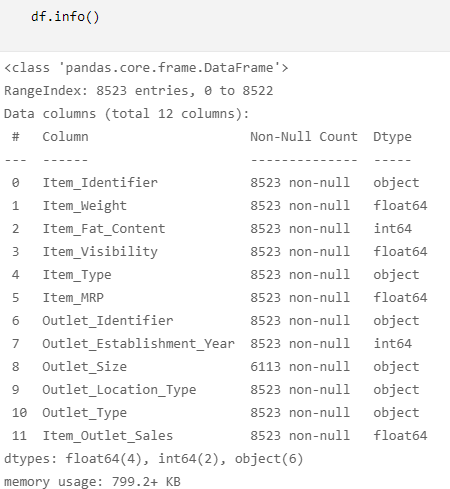 df.info()
<class 'pandas.core.frame.DataFrame'>
RangeIndex: 8523 entries, 0 to 8522
Data columns (total 12 columns):
 #   Column                     Non-Null Count  Dtype
---  ------                     --------------  -----
 0   Item_Identifier            8523 non-null   object
 1   Item_Weight                8523 non-null   float64
 2   Item_Fat_Content           8523 non-null   int64
 3   Item_Visibility            8523 non-null   float64
 4   Item_Type                  8523 non-null   object
 5   Item_MRP                   8523 non-null   float64
 6   Outlet_Identifier          8523 non-null   object
 7   Outlet_Establishment_Year  8523 non-null   int64
 8   Outlet_Size                6113 non-null   object
 9   Outlet_Location_Type       8523 non-null   object
 10  Outlet_Type                8523 non-null   object
 11  Item_Outlet_Sales          8523 non-null   float64
dtypes: float64(4), int64(2), object(6)
memory usage: 799.2+ KB